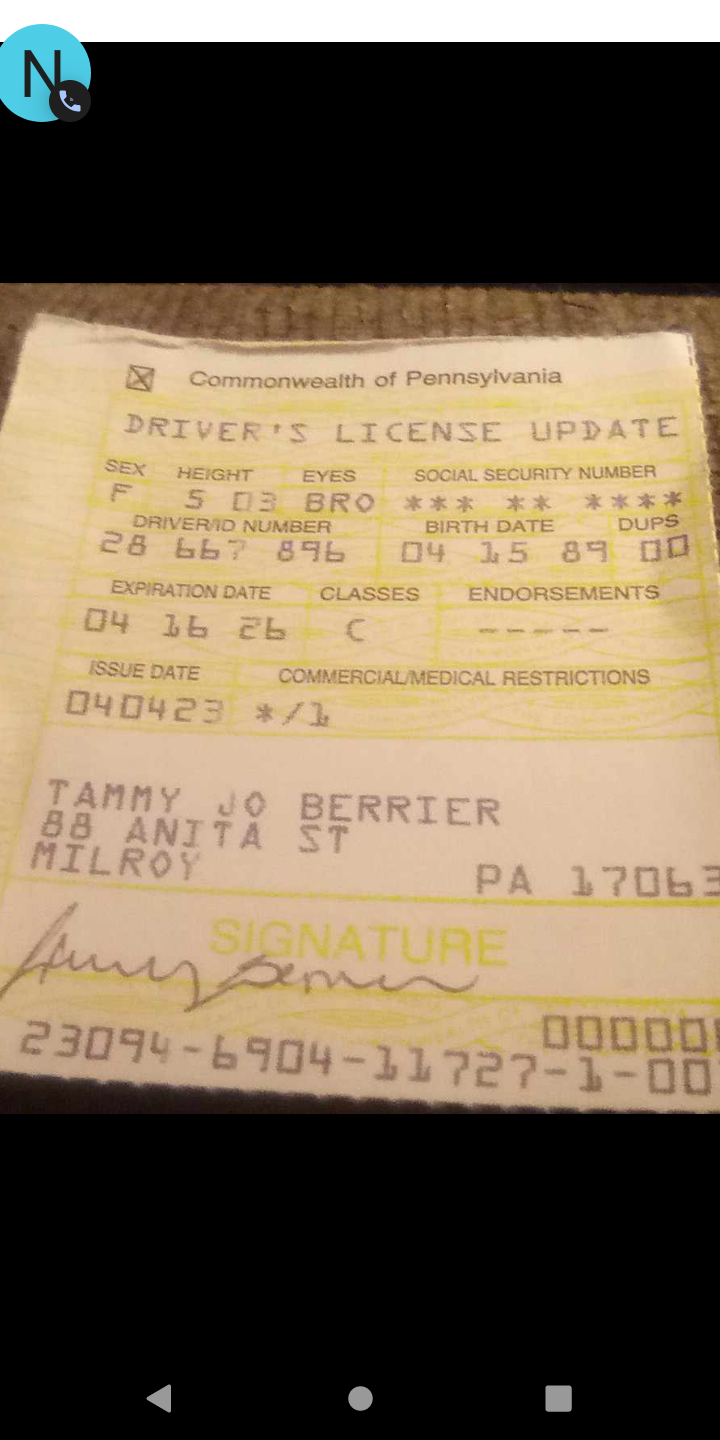 N
Commonwealth of Pennsylvania
DRIVER'S LICENSE UPDATE
SEX HEIGHT EYES SOCIAL SECURITY NUMBER
F 5 03 BRO *** ** ****
DRIVER/ID NUMBER BIRTH DATE DUPS
28 667 896 04 15 89 00
EXPIRATION DATE CLASSES ENDORSEMENTS
04 16 26 C -----
ISSUE DATE COMMERCIAL/MEDICAL RESTRICTIONS
040423 */1
TAMMY JO BERRIER
88 ANITA ST
MILROY PA 17063
SIGNATURE
Tammy Berrier
00000
23094-6904-11727-1-00